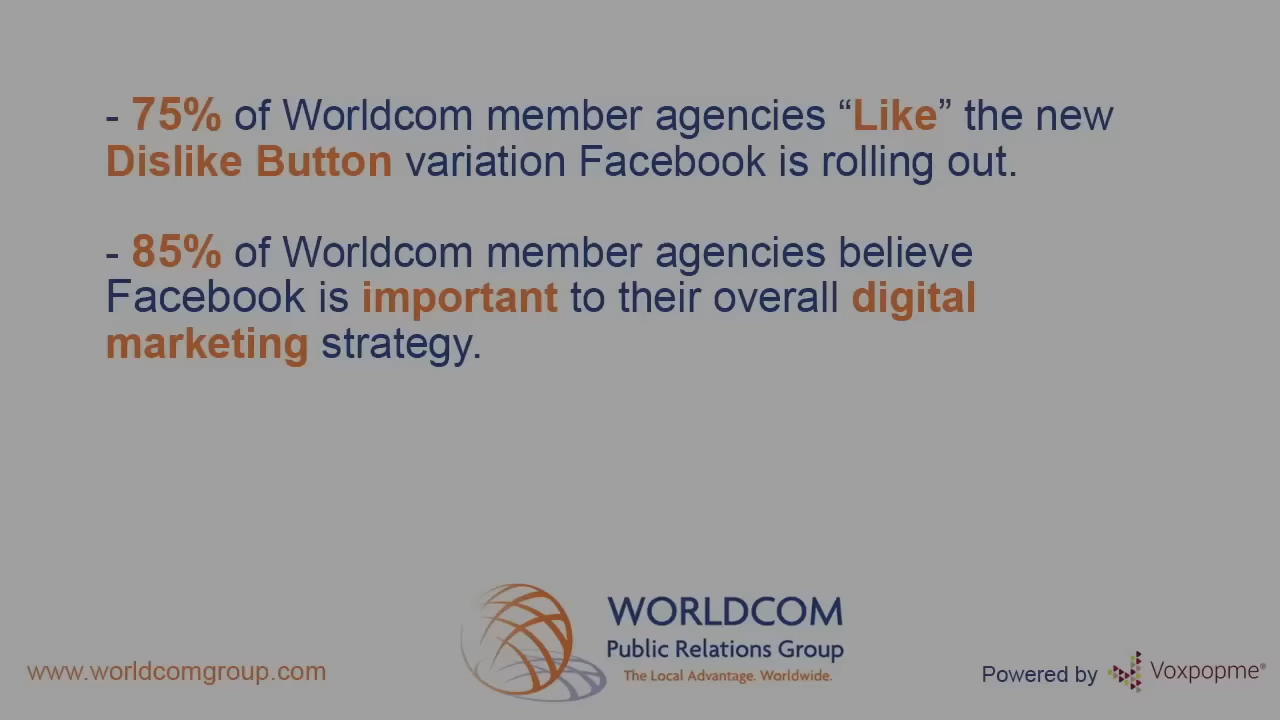 - 75% of Worldcom member agencies “Like” the new
Dislike Button variation Facebook is rolling out.
- 85% of Worldcom member agencies believe
Facebook is important to their overall digital
marketing strategy.
WORLDCOM
Public Relations Group
The Local Advantage. Worldwide.
www.worldcomgroup.com
Powered by Voxpopme®